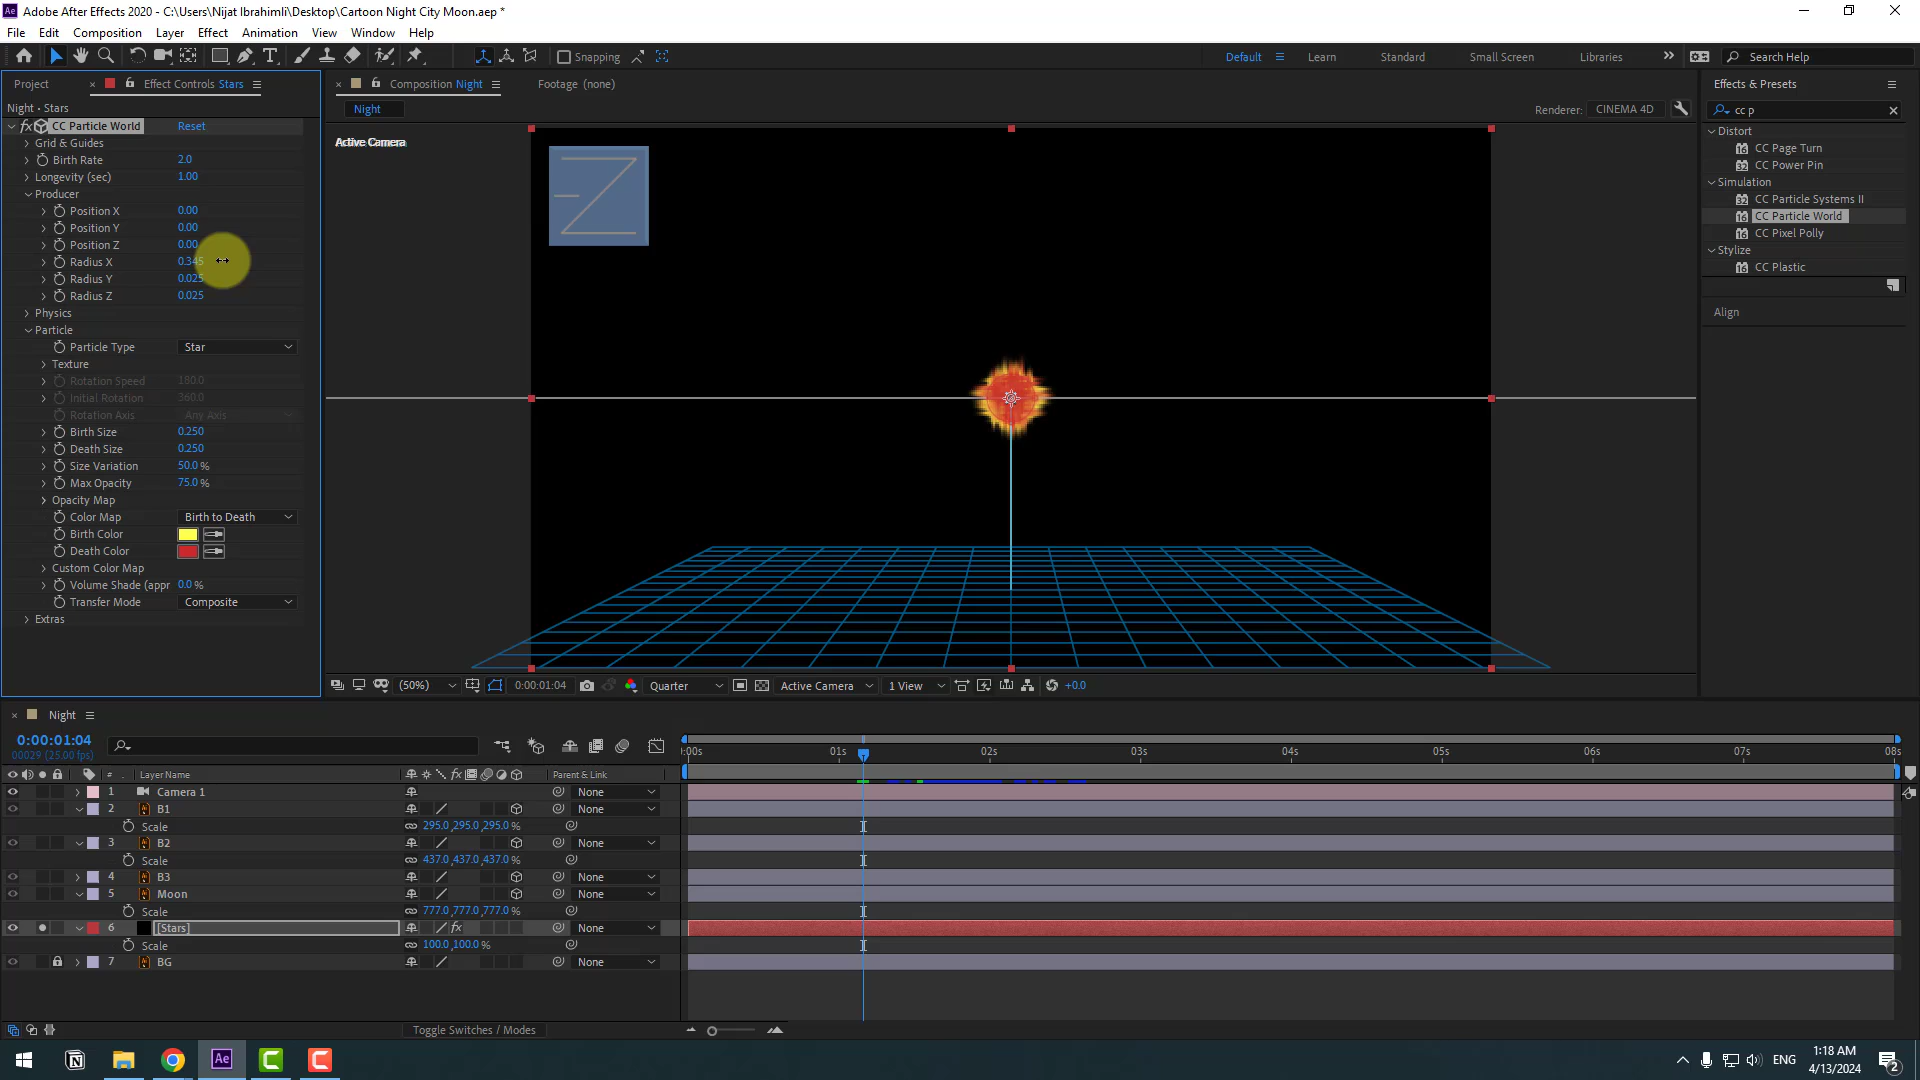 Adobe After Effects 2020 - C:\Users\Nijat Ibrahimli\Desktop\Cartoon Night City Moon.aep *
File Edit Composition Layer Effect Animation View Window Help
Snapping Default Learn Standard Small Screen Libraries Search Help
Project Effect Controls Stars Composition Night Footage (none) Effects & Presets
Night • Stars Night Renderer: CINEMA 4D cc p
CC Particle World Reset
Grid & Guides
Birth Rate 2.0
Longevity (sec) 1.00
Producer
Position X 0.00
Position Y 0.00
Position Z 0.00
Radius X 0.345
Radius Y 0.025
Radius Z 0.025
Physics
Particle
Particle Type Star
Texture
Rotation Speed 180.0
Initial Rotation 360.0
Rotation Axis Any Axis
Birth Size 0.250
Death Size 0.250
Size Variation 50.0 %
Max Opacity 75.0 %
Opacity Map
Color Map Birth to Death
Birth Color
Death Color
Custom Color Map
Volume Shade (appr 0.0 %
Transfer Mode Composite
Extras
Active Camera
Z
Distort
CC Page Turn
CC Power Pin
Simulation
CC Particle Systems II
CC Particle World
CC Pixel Polly
Stylize
CC Plastic
Align
(50%) 0:00:01:04 Quarter Active Camera 1 View +0.0
Night
0:00:01:04
00029 (25.00 fps)
:00s 01s 02s 03s 04s 05s 06s 07s 08s
# Layer Name Parent & Link
1 Camera 1 None
2 B1 None
Scale 295.0,295.0,295.0 %
3 B2 None
Scale 437.0,437.0,437.0 %
4 B3 None
5 Moon None
Scale 777.0,777.0,777.0 %
6 [Stars] None
Scale 100.0,100.0 %
7 BG None
Toggle Switches / Modes
ENG 1:18 AM
4/13/2024
2